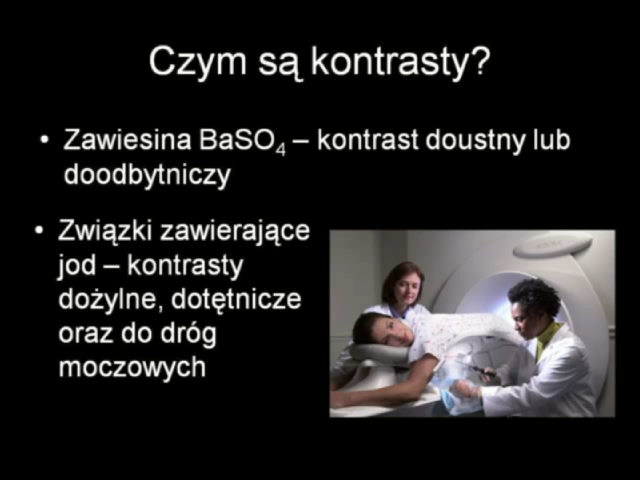 Czym są kontrasty?
• Zawiesina BaSO₄ – kontrast doustny lub
doodbytniczy
• Związki zawierające
jod – kontrasty
dożylne, dotętnicze
oraz do dróg
moczowych